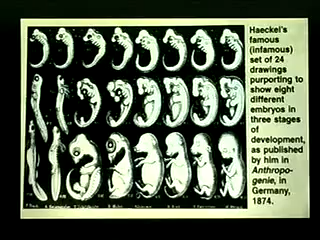 Haeckel's
famous
(infamous)
set of 24
drawings
purporting to
show eight
different
embryos in
three stages
of
development,
as published
by him in
Anthropo-
genie, in
Germany,
1874.